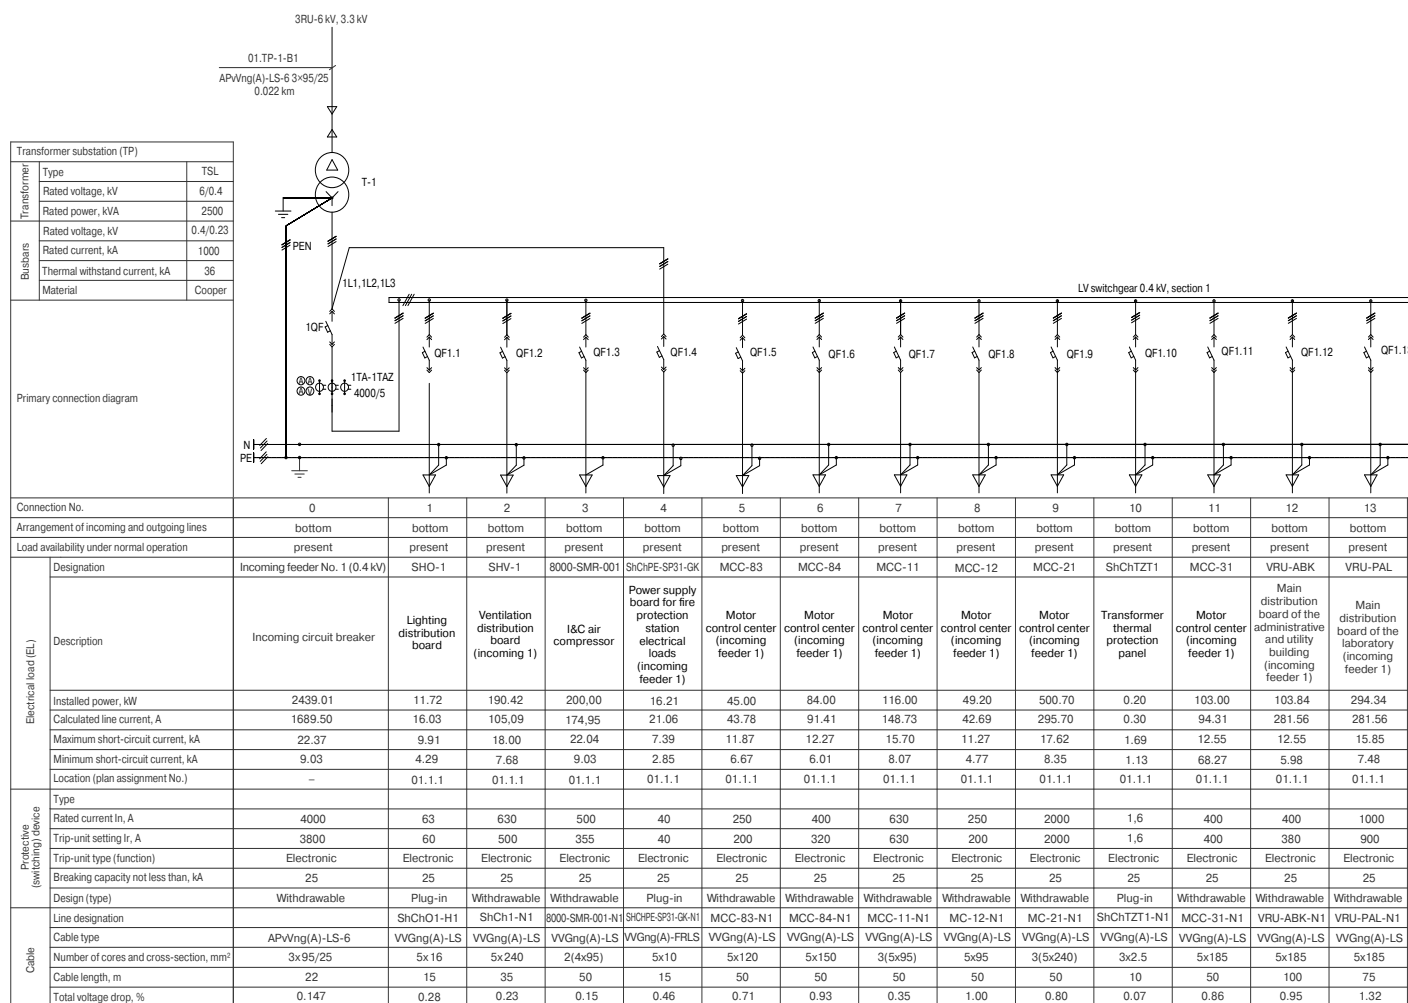 3RU-6 kV, 3.3 kV
01.TP-1-B1
APvVng(A)-LS-6 3×95/25
0.022 km
T-1
PEN
1L1,1L2,1L3
1QF
1TA-1TAZ
4000/5
A A
A V
N
PE
LV switchgear 0.4 kV, section 1
QF1.1 QF1.2 QF1.3 QF1.4 QF1.5 QF1.6 QF1.7 QF1.8 QF1.9 QF1.10 QF1.11 QF1.12 QF1.13
Transformer substation (TP)
Transformer
Type TSL
Rated voltage, kV 6/0.4
Rated power, kVA 2500
Busbars
Rated voltage, kV 0.4/0.23
Rated current, kA 1000
Thermal withstand current, kA 36
Material Cooper
Primary connection diagram
Connection No. 0 1 2 3 4 5 6 7 8 9 10 11 12 13
Arrangement of incoming and outgoing lines bottom bottom bottom bottom bottom bottom bottom bottom bottom bottom bottom bottom bottom bottom
Load availability under normal operation present present present present present present present present present present present present present present
Electrical load (EL)
Designation Incoming feeder No. 1 (0.4 kV) SHO-1 SHV-1 8000-SMR-001 ShChPE-SP31-GK MCC-83 MCC-84 MCC-11 MCC-12 MCC-21 ShChTZT1 MCC-31 VRU-ABK VRU-PAL
Description
Incoming circuit breaker
Lighting
distribution
board
Ventilation
distribution
board
(incoming 1)
I&C air
compressor
Power supply
board for fire
protection
station
electrical
loads
(incoming
feeder 1)
Motor
control center
(incoming
feeder 1)
Motor
control center
(incoming
feeder 1)
Motor
control center
(incoming
feeder 1)
Motor
control center
(incoming
feeder 1)
Motor
control center
(incoming
feeder 1)
Transformer
thermal
protection
panel
Motor
control center
(incoming
feeder 1)
Main
distribution
board of the
administrative
and utility
building
(incoming
feeder 1)
Main
distribution
board of the
laboratory
(incoming
feeder 1)
Installed power, kW 2439.01 11.72 190.42 200,00 16.21 45.00 84.00 116.00 49.20 500.70 0.20 103.00 103.84 294.34
Calculated line current, A 1689.50 16.03 105,09 174,95 21.06 43.78 91.41 148.73 42.69 295.70 0.30 94.31 281.56 281.56
Maximum short-circuit current, kA 22.37 9.91 18.00 22.04 7.39 11.87 12.27 15.70 11.27 17.62 1.69 12.55 12.55 15.85
Minimum short-circuit current, kA 9.03 4.29 7.68 9.03 2.85 6.67 6.01 8.07 4.77 8.35 1.13 68.27 5.98 7.48
Location (plan assignment No.) – 01.1.1 01.1.1 01.1.1 01.1.1 01.1.1 01.1.1 01.1.1 01.1.1 01.1.1 01.1.1 01.1.1 01.1.1 01.1.1
Protective
(switching) device
Type
Rated current In, A 4000 63 630 500 40 250 400 630 250 2000 1,6 400 400 1000
Trip-unit setting Ir, A 3800 60 500 355 40 200 320 630 200 2000 1,6 400 380 900
Trip-unit type (function) Electronic Electronic Electronic Electronic Electronic Electronic Electronic Electronic Electronic Electronic Electronic Electronic Electronic Electronic
Breaking capacity not less than, kA 25 25 25 25 25 25 25 25 25 25 25 25 25 25
Design (type) Withdrawable Plug-in Withdrawable Withdrawable Plug-in Withdrawable Withdrawable Withdrawable Withdrawable Withdrawable Plug-in Withdrawable Withdrawable Withdrawable
Cable
Line designation ShChO1-H1 ShCh1-N1 8000-SMR-001-N1 SHCHPE-SP31-GK-N1 MCC-83-N1 MCC-84-N1 MCC-11-N1 MC-12-N1 MC-21-N1 ShChTZT1-N1 MCC-31-N1 VRU-ABK-N1 VRU-PAL-N1
Cable type APvVng(A)-LS-6 VVGng(A)-LS VVGng(A)-LS VVGng(A)-LS VVGng(A)-FRLS VVGng(A)-LS VVGng(A)-LS VVGng(A)-LS VVGng(A)-LS VVGng(A)-LS VVGng(A)-LS VVGng(A)-LS VVGng(A)-LS VVGng(A)-LS
Number of cores and cross-section, mm² 3x95/25 5x16 5x240 2(4x95) 5x10 5x120 5x150 3(5x95) 5x95 3(5x240) 3x2.5 5x185 5x185 5x185
Cable length, m 22 15 35 50 15 50 50 50 50 50 10 50 100 75
Total voltage drop, % 0.147 0.28 0.23 0.15 0.46 0.71 0.93 0.35 1.00 0.80 0.07 0.86 0.95 1.32